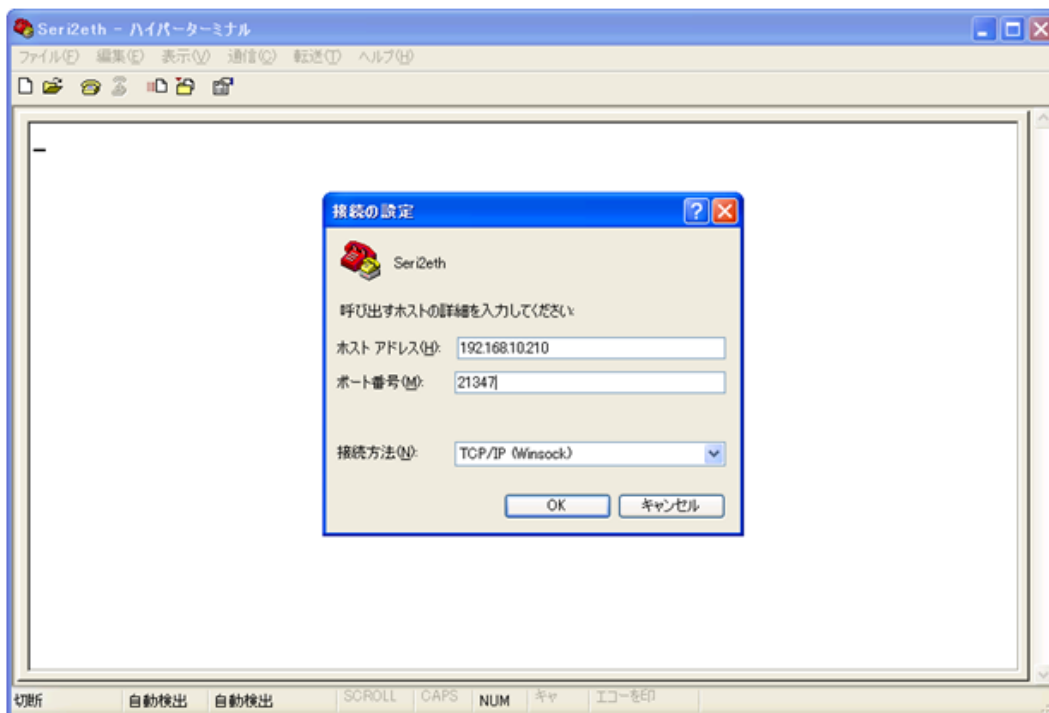 Seri2eth - ハイパーターミナル
ファイル(F) 編集(E) 表示(V) 通信(C) 転送(T) ヘルプ(H)
接続の設定
Seri2eth
呼び出すホストの詳細を入力してください:
ホスト アドレス(H): 192.168.10.210
ポート番号(M): 21347
接続方法(N): TCP/IP (Winsock)
OK キャンセル
切断 自動検出 自動検出 SCROLL CAPS NUM キャ エコーを印